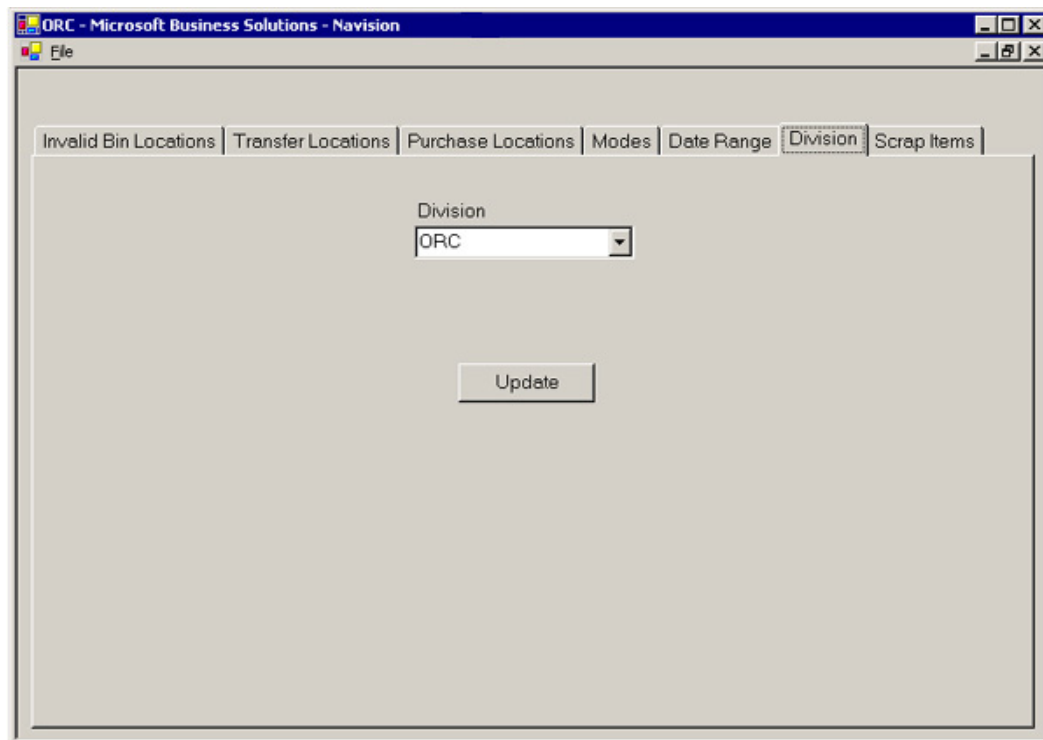 ORC - Microsoft Business Solutions - Navision
File
Invalid Bin Locations Transfer Locations Purchase Locations Modes Date Range Division Scrap Items
Division
ORC
Update